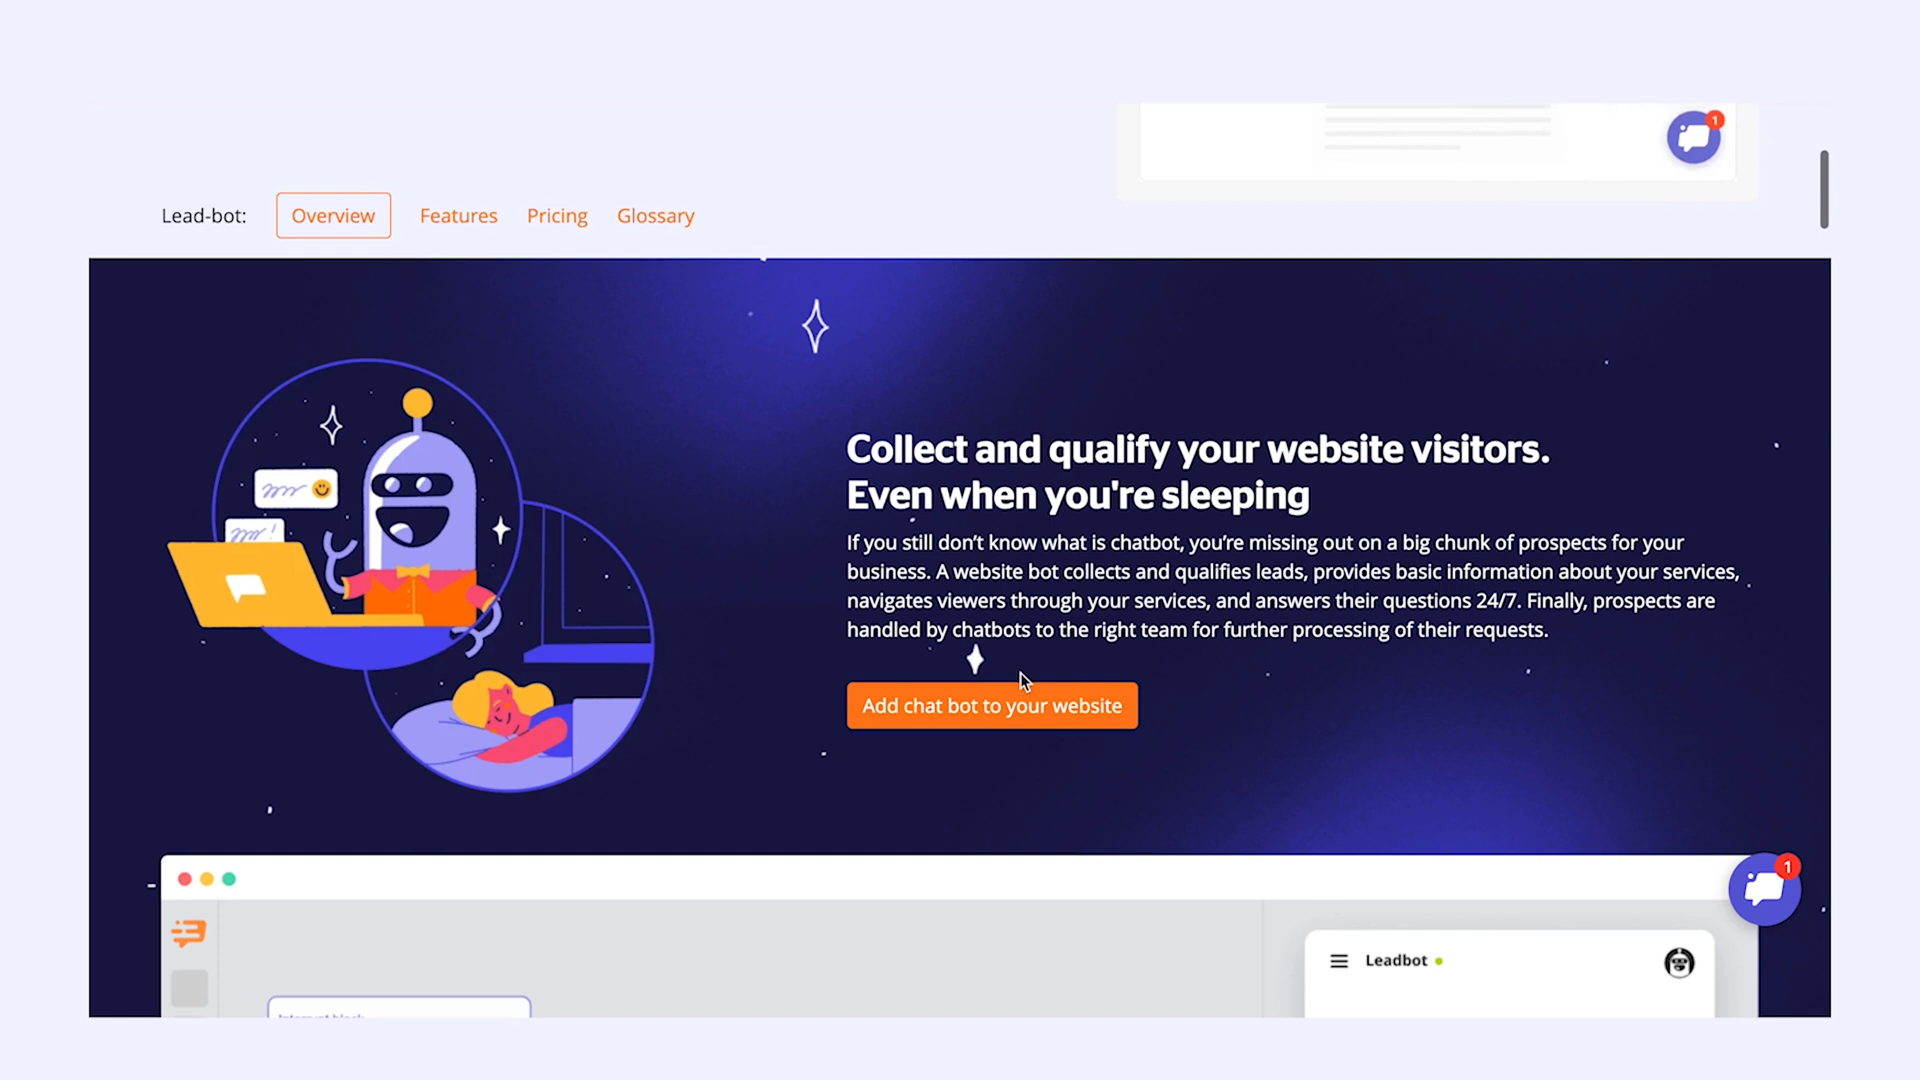 1
Lead-bot: Overview Features Pricing Glossary
Collect and qualify your website visitors.
Even when you're sleeping
If you still don’t know what is chatbot, you’re missing out on a big chunk of prospects for your
business. A website bot collects and qualifies leads, provides basic information about your services,
navigates viewers through your services, and answers their questions 24/7. Finally, prospects are
handled by chatbots to the right team for further processing of their requests.
Add chat bot to your website
1
Leadbot